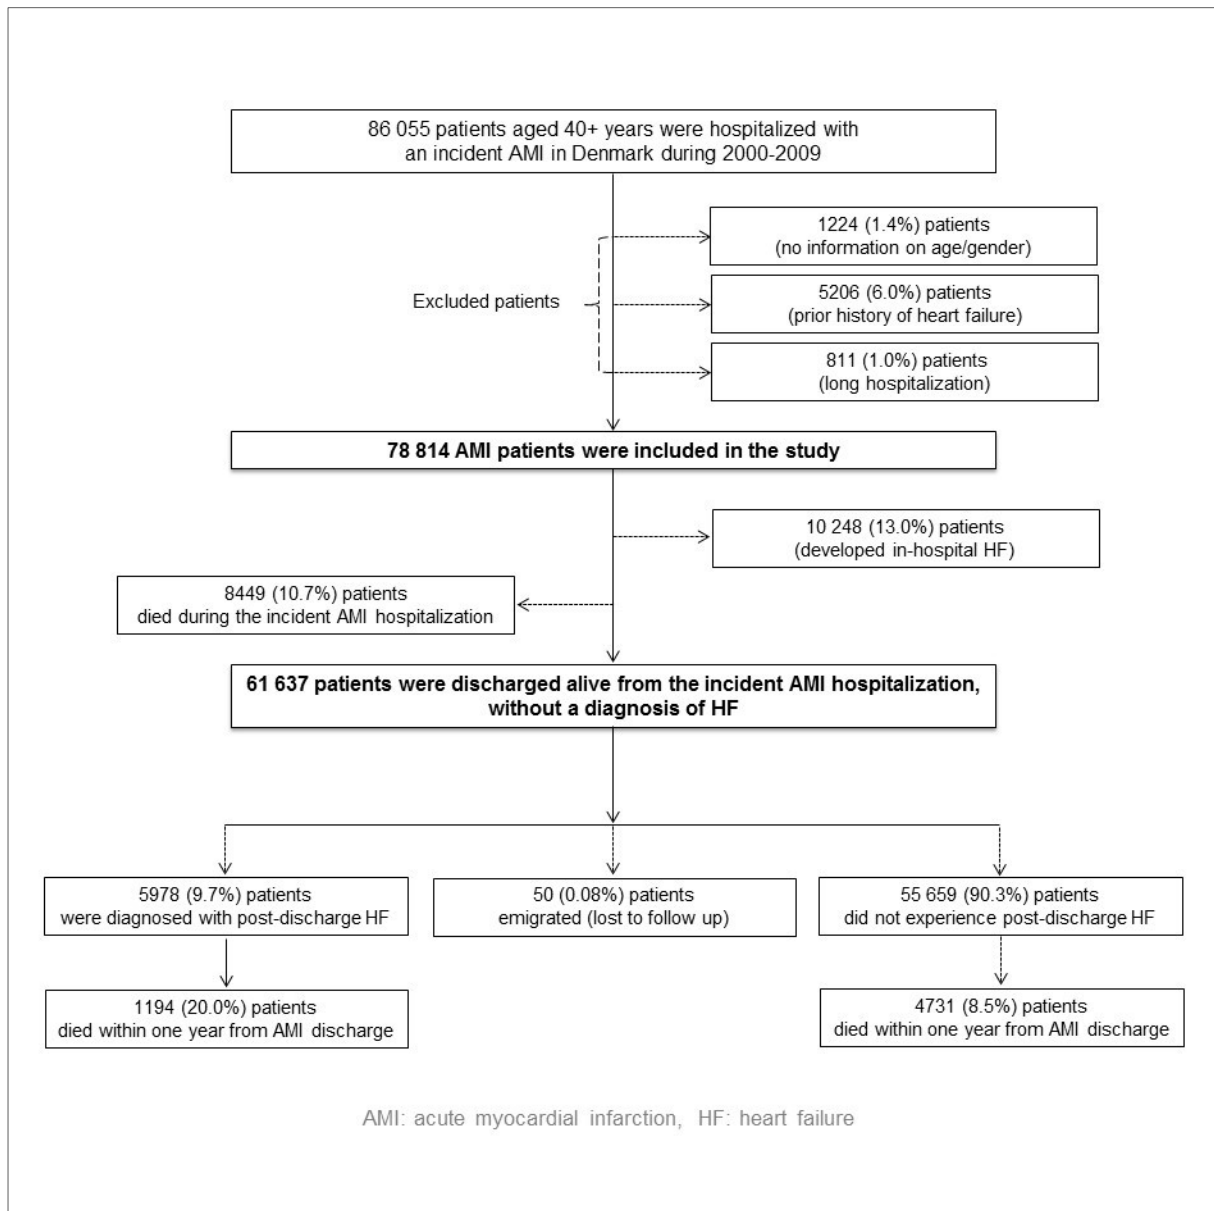 86 055 patients aged 40+ years were hospitalized with
an incident AMI in Denmark during 2000-2009
1224 (1.4%) patients
(no information on age/gender)
Excluded patients
5206 (6.0%) patients
(prior history of heart failure)
811 (1.0%) patients
(long hospitalization)
78 814 AMI patients were included in the study
10 248 (13.0%) patients
(developed in-hospital HF)
8449 (10.7%) patients
died during the incident AMI hospitalization
61 637 patients were discharged alive from the incident AMI hospitalization,
without a diagnosis of HF
5978 (9.7%) patients
were diagnosed with post-discharge HF
50 (0.08%) patients
emigrated (lost to follow up)
55 659 (90.3%) patients
did not experience post-discharge HF
1194 (20.0%) patients
died within one year from AMI discharge
4731 (8.5%) patients
died within one year from AMI discharge
AMI: acute myocardial infarction, HF: heart failure